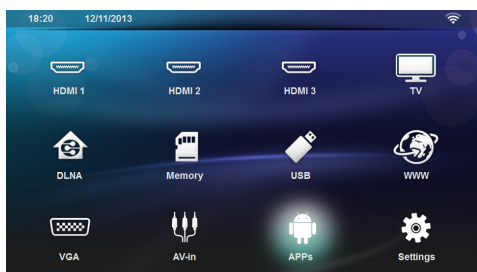 18:20 12/11/2013
HDMI 1 HDMI 2 HDMI 3 TV
DLNA Memory USB WWW
VGA AV-in APPs Settings